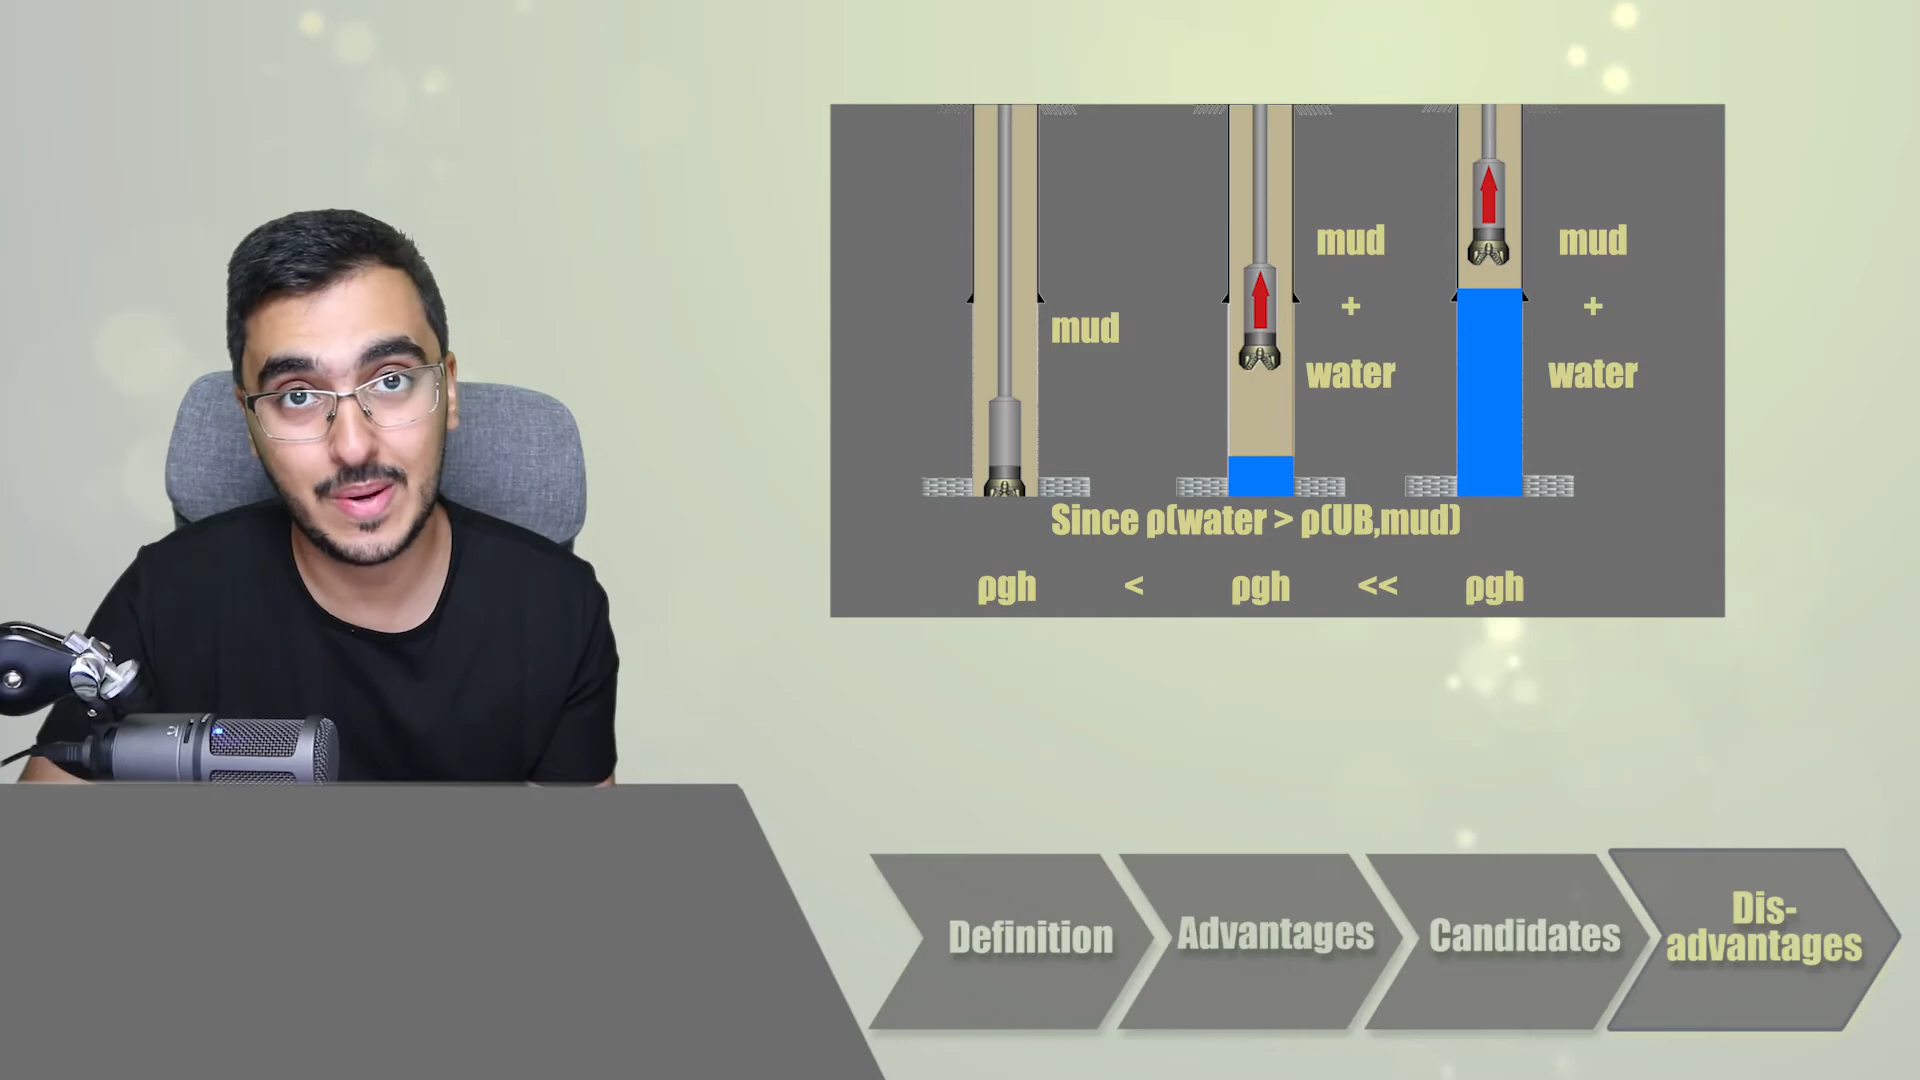 mud
mud
+
water
mud
+
water
Since ρ(water > ρ(UB,mud)
ρgh < ρgh << ρgh
Definition
Advantages
Candidates
Dis-
advantages